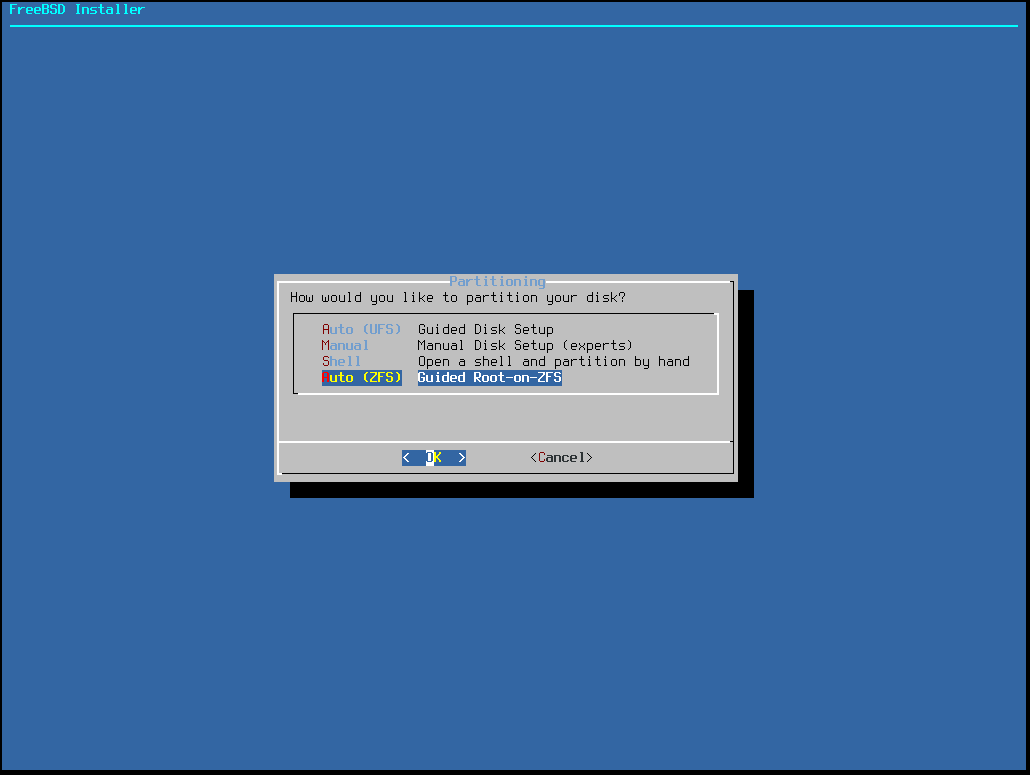 FreeBSD Installer
Partitioning
How would you like to partition your disk?
Auto (UFS)  Guided Disk Setup
Manual      Manual Disk Setup (experts)
Shell       Open a shell and partition by hand
Auto (ZFS)  Guided Root-on-ZFS
<  OK  >        <Cancel>